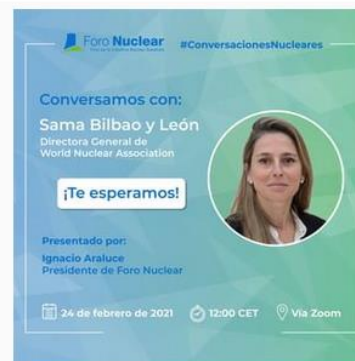 Foro Nuclear
#ConversacionesNucleares
Conversamos con:
Sama Bilbao y León
Directora General de
World Nuclear Association
¡Te esperamos!
Presentado por:
Ignacio Araluce
Presidente de Foro Nuclear
24 de febrero de 2021
12:00 CET
Vía Zoom